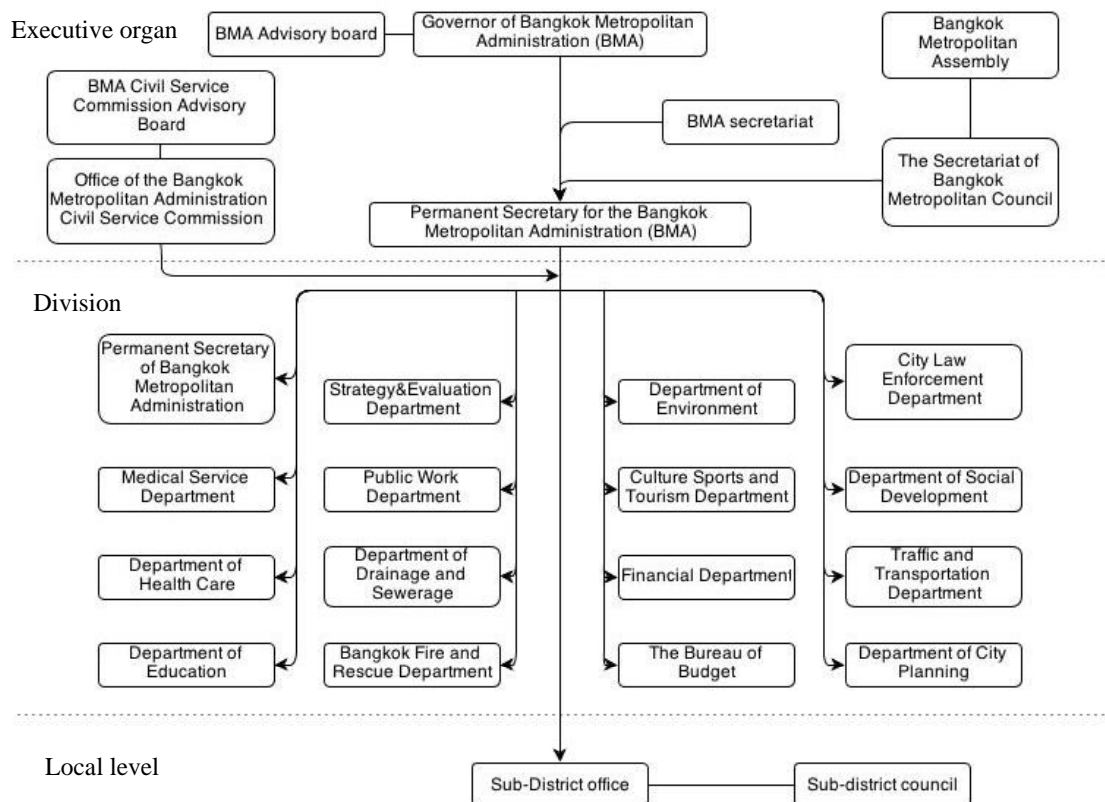 Executive organ
BMA Advisory board
Governor of Bangkok Metropolitan
Administration (BMA)
Bangkok
Metropolitan
Assembly
BMA Civil Service
Commission Advisory
Board
BMA secretariat
Office of the Bangkok
Metropolitan Administration
Civil Service Commission
The Secretariat of
Bangkok
Metropolitan Council
Permanent Secretary for the Bangkok
Metropolitan Administration (BMA)
Division
Permanent Secretary
of Bangkok
Metropolitan
Administration
Strategy&Evaluation
Department
Department of
Environment
City Law
Enforcement
Department
Medical Service
Department
Public Work
Department
Culture Sports and
Tourism Department
Department of Social
Development
Department of
Health Care
Department of
Drainage and
Sewerage
Financial Department
Traffic and
Transportation
Department
Department of
Education
Bangkok Fire and
Rescue Department
The Bureau of
Budget
Department of City
Planning
Local level
Sub-District office
Sub-district council